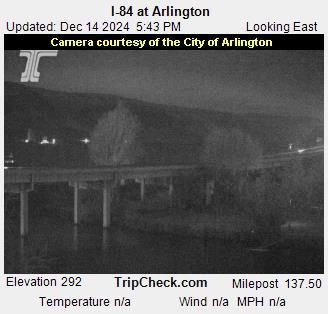 I-84 at Arlington
Updated: Dec 14 2024 5:43 PM Looking East
Camera courtesy of the City of Arlington
Elevation 292 TripCheck.com Milepost 137.50
Temperature n/a Wind n/a MPH n/a